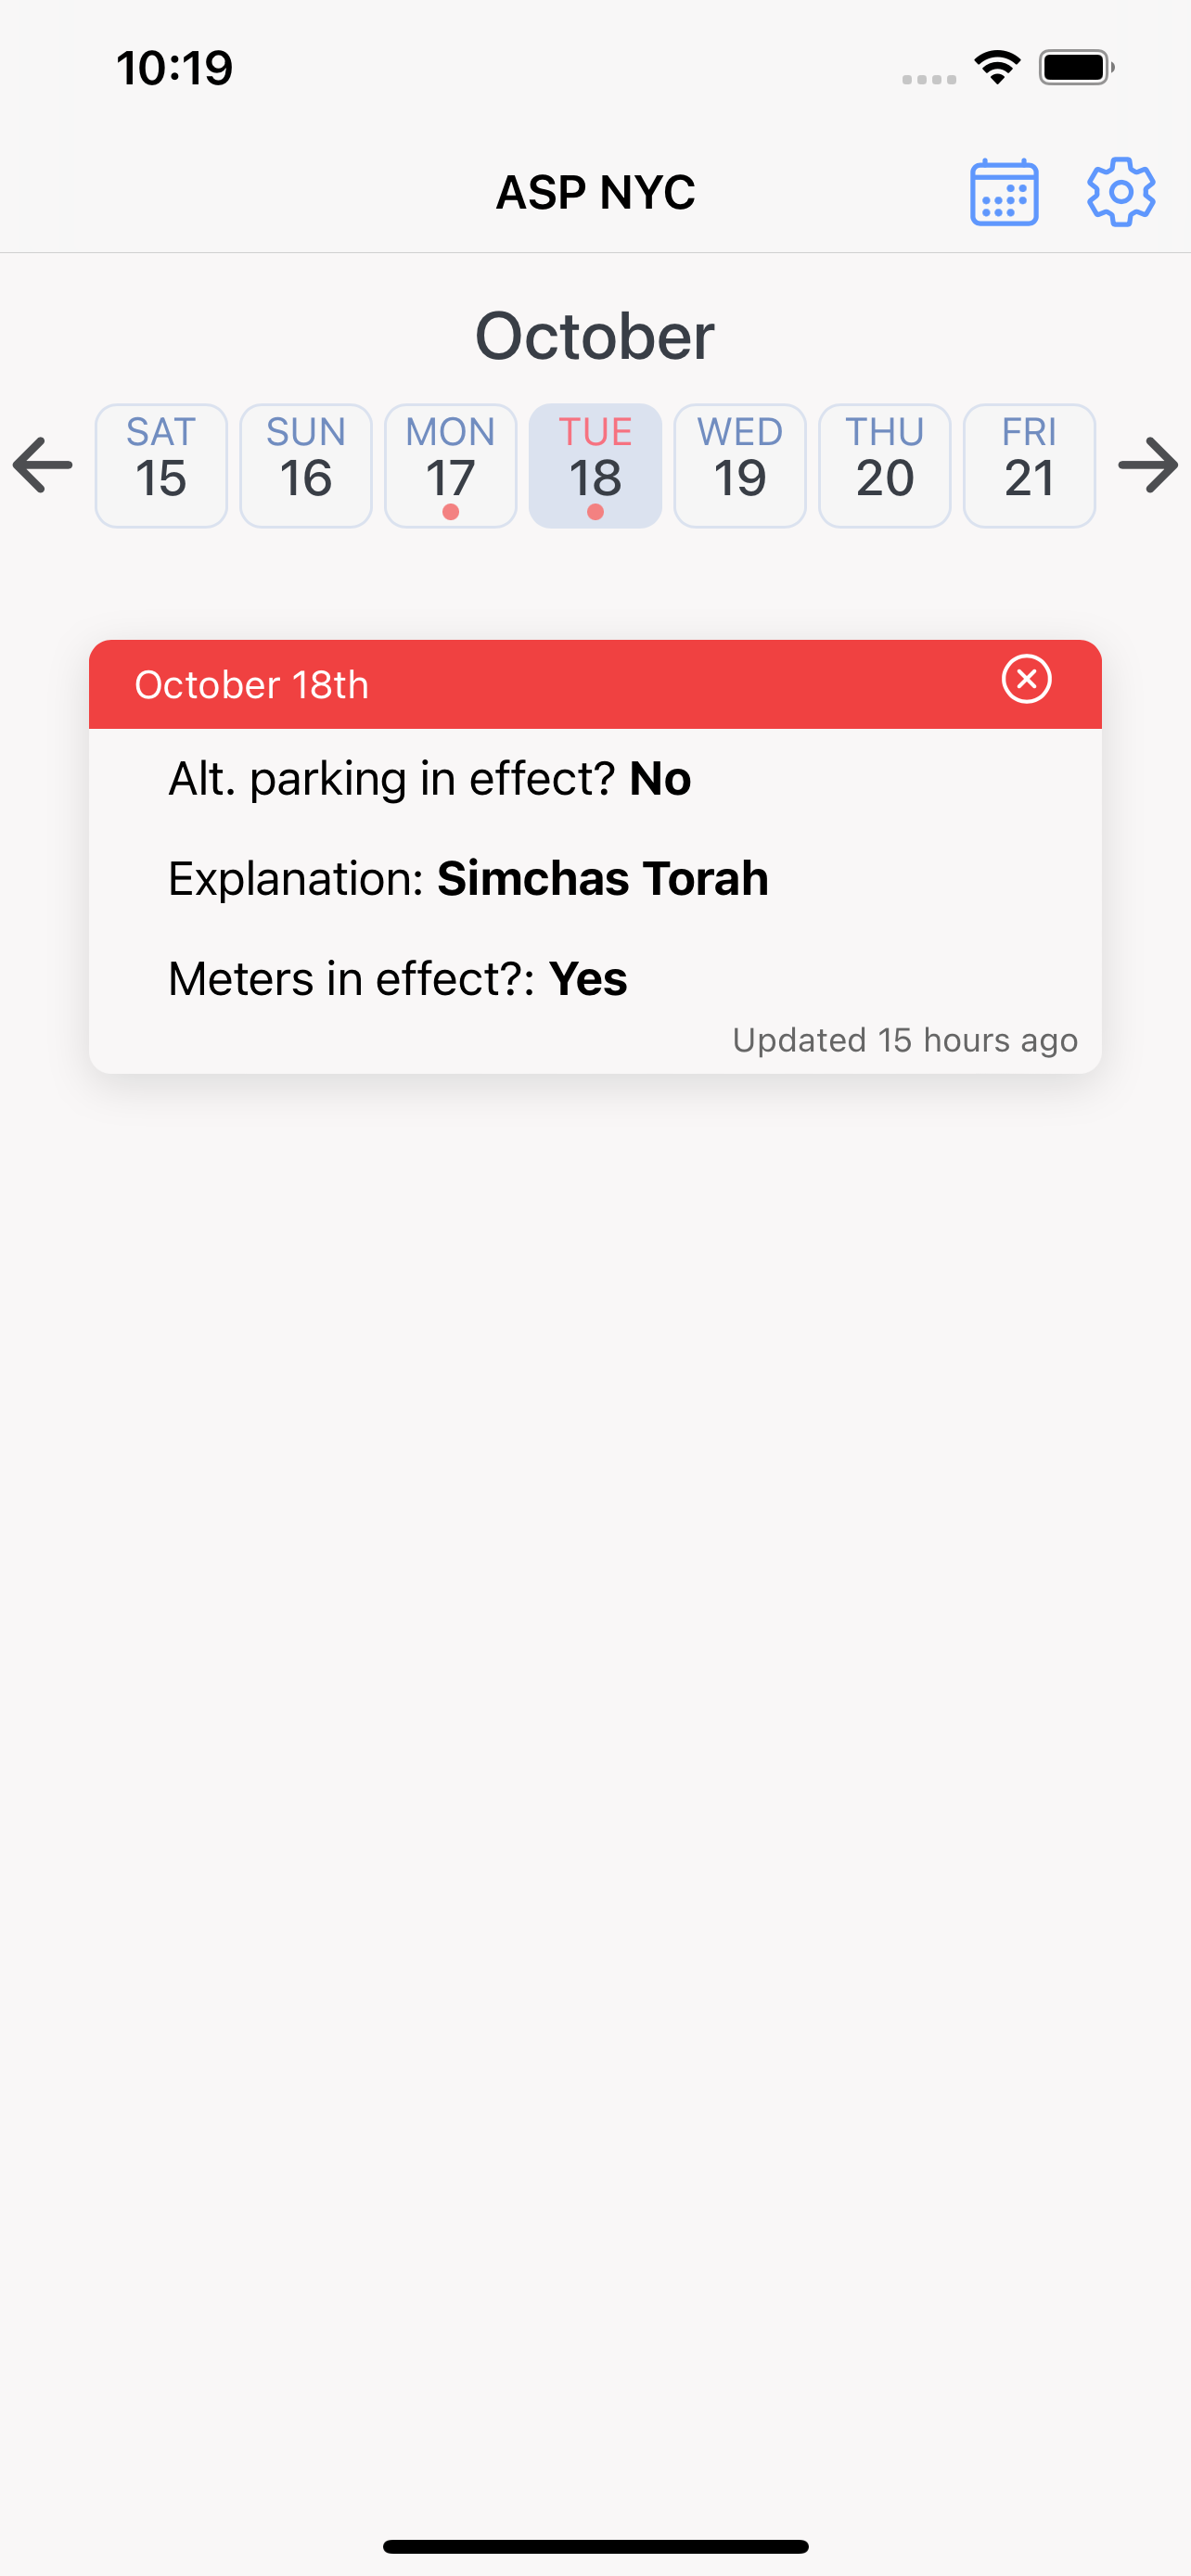 10:19
ASP NYC
October
SAT SUN MON TUE WED THU FRI
15 16 17 18 19 20 21
October 18th
Alt. parking in effect? No
Explanation: Simchas Torah
Meters in effect?: Yes
Updated 15 hours ago